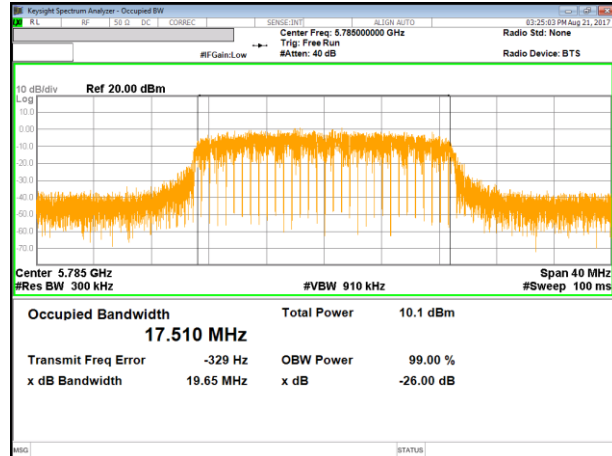 Keysight Spectrum Analyzer - Occupied BW
RL RF 50 Ω DC CORREC SENSE:INT ALIGN AUTO 03:25:03 PM Aug 21, 2017
Center Freq: 5.785000000 GHz Radio Std: None
Trig: Free Run
#IFGain:Low #Atten: 40 dB Radio Device: BTS
10 dB/div Ref 20.00 dBm
Log
10.0
0.00
-10.0
-20.0
-30.0
-40.0
-50.0
-60.0
-70.0
Center 5.785 GHz Span 40 MHz
#Res BW 300 kHz #VBW 910 kHz #Sweep 100 ms
Occupied Bandwidth Total Power 10.1 dBm
17.510 MHz
Transmit Freq Error -329 Hz OBW Power 99.00 %
x dB Bandwidth 19.65 MHz x dB -26.00 dB
MSG STATUS